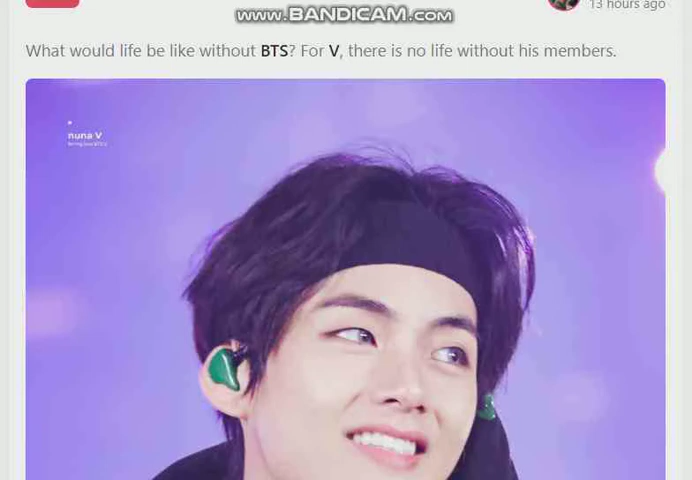 www.BANDICAM.com
13 hours ago
What would life be like without BTS? For V, there is no life without his members.
nuna V